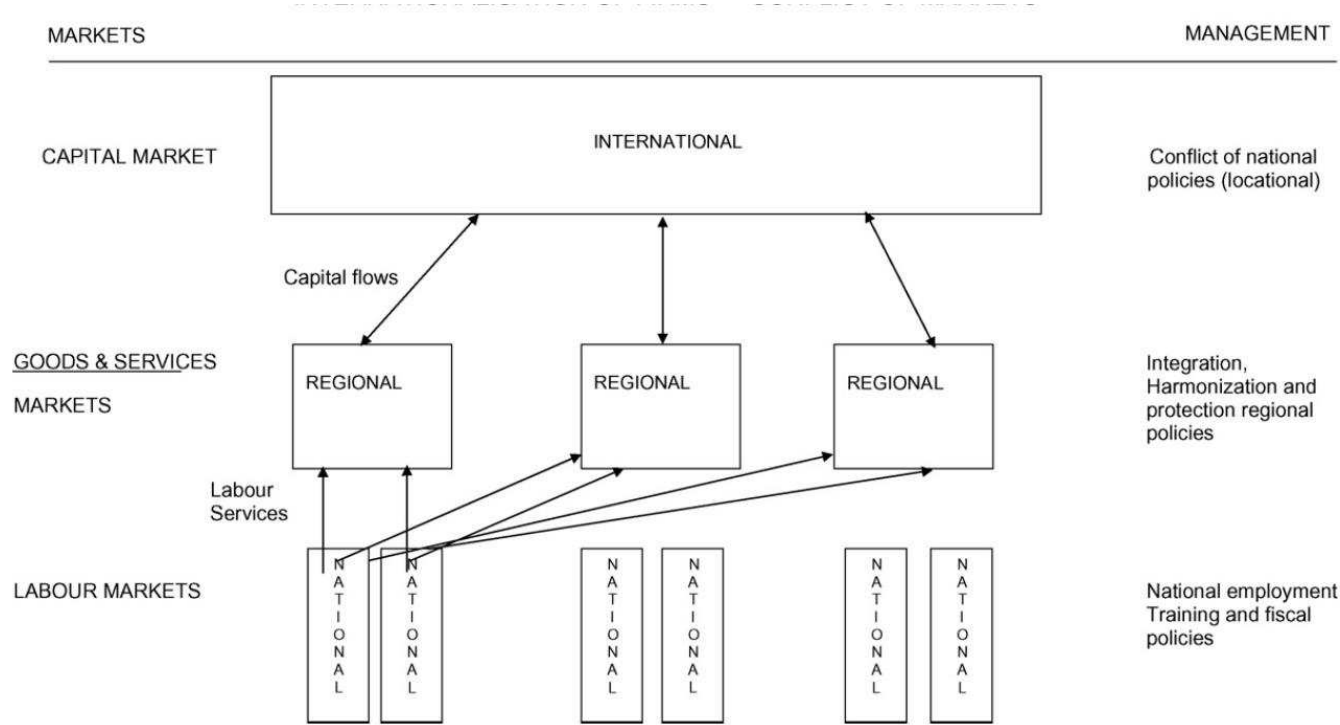 MARKETS
MANAGEMENT
INTERNATIONAL
CAPITAL MARKET
Conflict of national
policies (locational)
Capital flows
GOODS & SERVICES
MARKETS
REGIONAL
REGIONAL
REGIONAL
Integration,
Harmonization and
protection regional
policies
Labour
Services
LABOUR MARKETS
NATIONAL
NATIONAL
NATIONAL
NATIONAL
NATIONAL
NATIONAL
National employment
Training and fiscal
policies